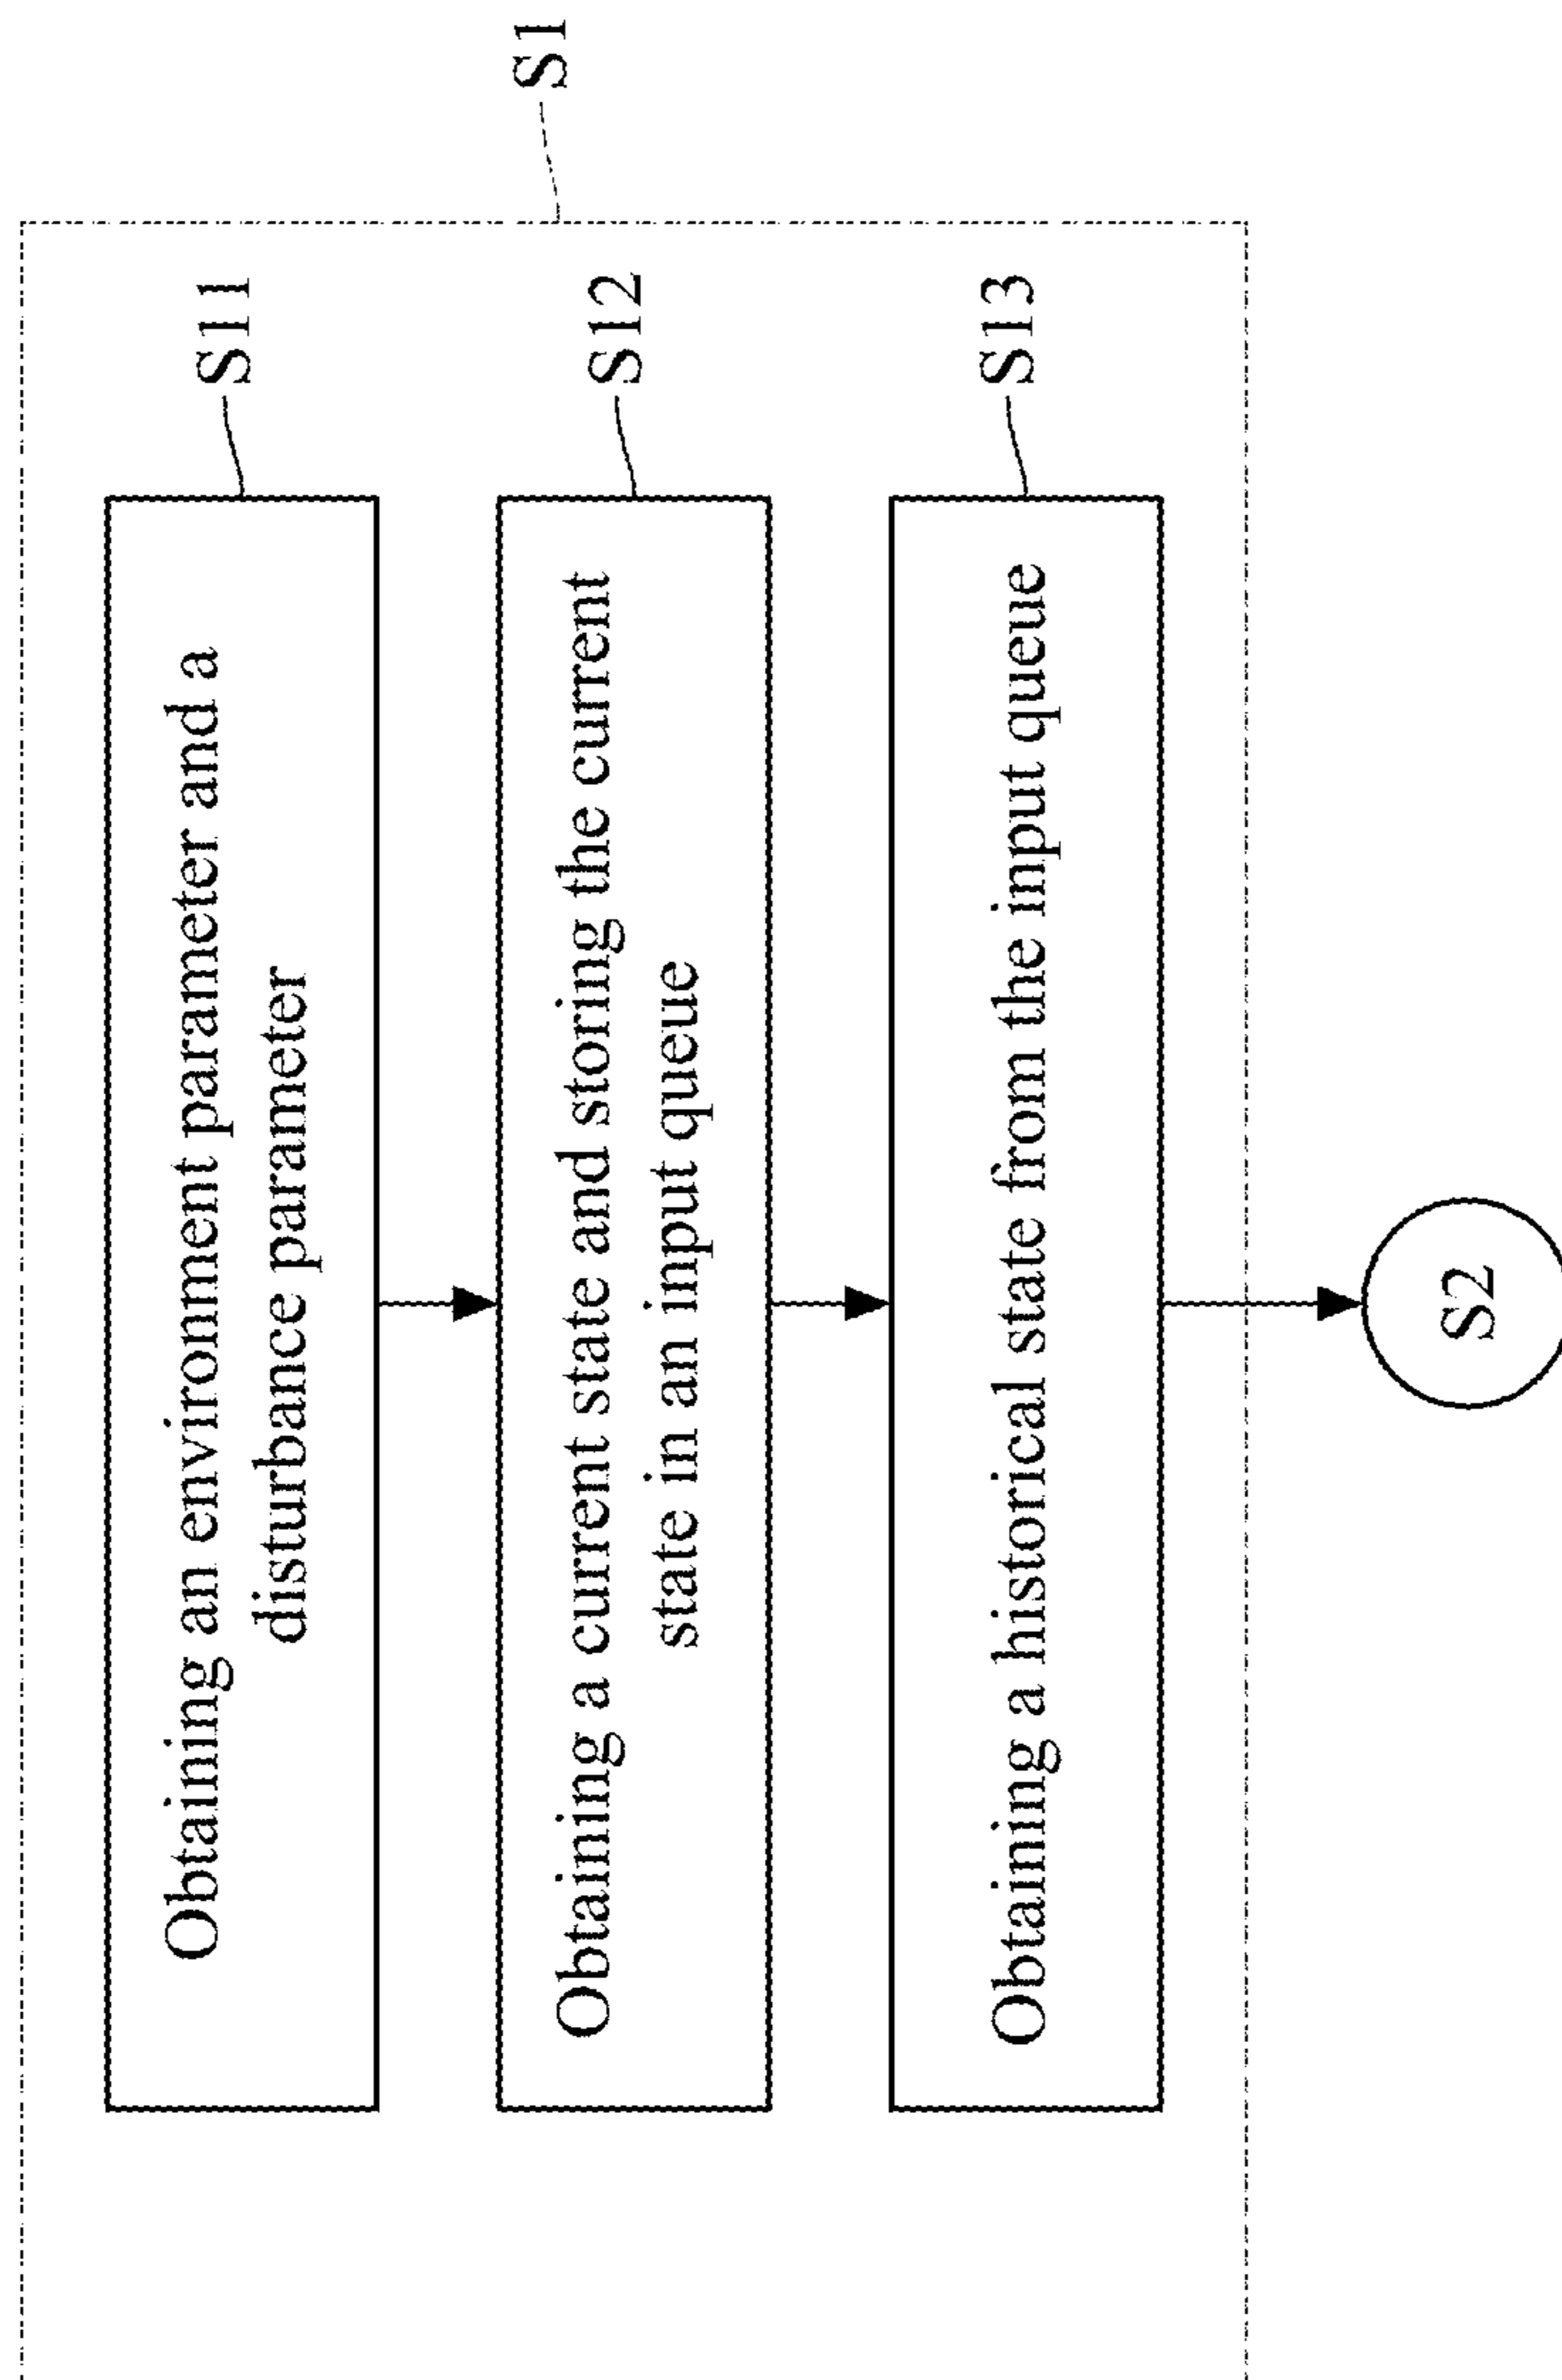 S1
Obtaining an environment parameter and a
disturbance parameter
S11
Obtaining a current state and storing the current
state in an input queue
S12
Obtaining a historical state from the input queue
S13
S2